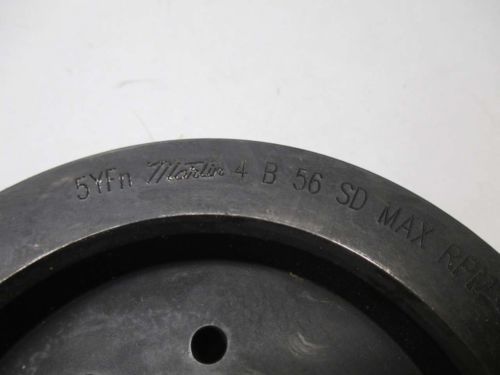 5YFn Martin 4 B 56 SD MAX RPM